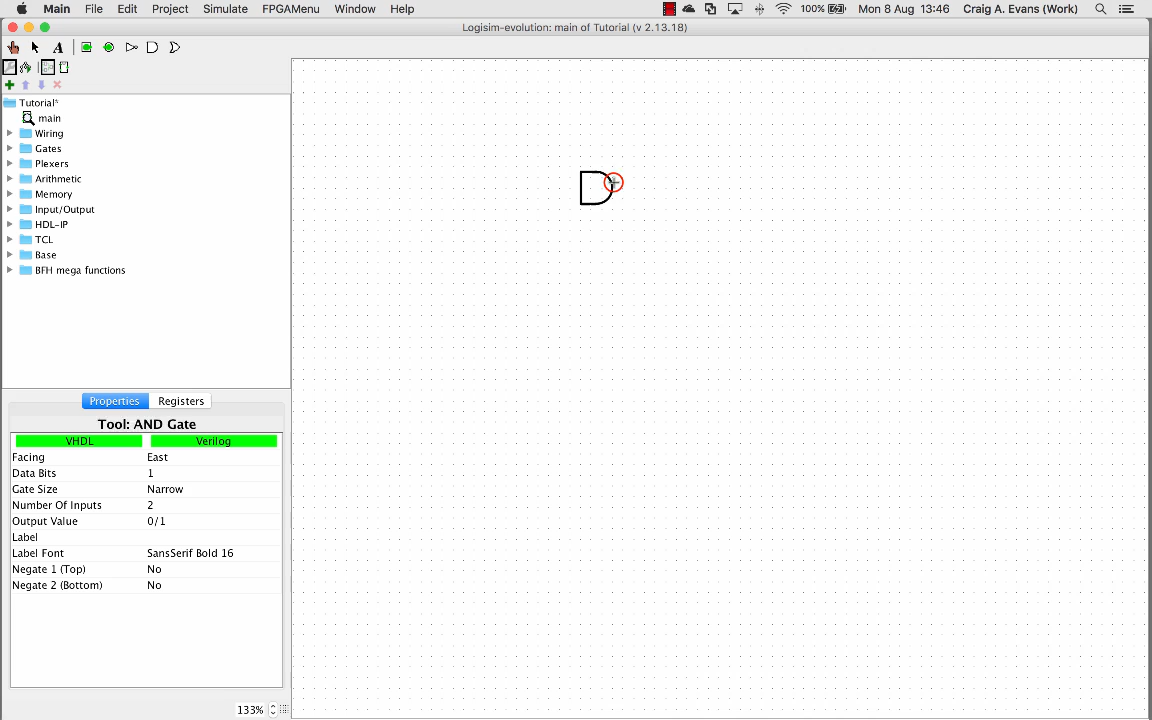 Main File Edit Project Simulate FPGAMenu Window Help 100% Mon 8 Aug 13:46 Craig A. Evans (Work)
Logisim-evolution: main of Tutorial (v 2.13.18)
A
Tutorial*
main
Wiring
Gates
Plexers
Arithmetic
Memory
Input/Output
HDL-IP
TCL
Base
BFH mega functions
Properties Registers
Tool: AND Gate
VHDL Verilog
Facing East
Data Bits 1
Gate Size Narrow
Number Of Inputs 2
Output Value 0/1
Label
Label Font SansSerif Bold 16
Negate 1 (Top) No
Negate 2 (Bottom) No
133%